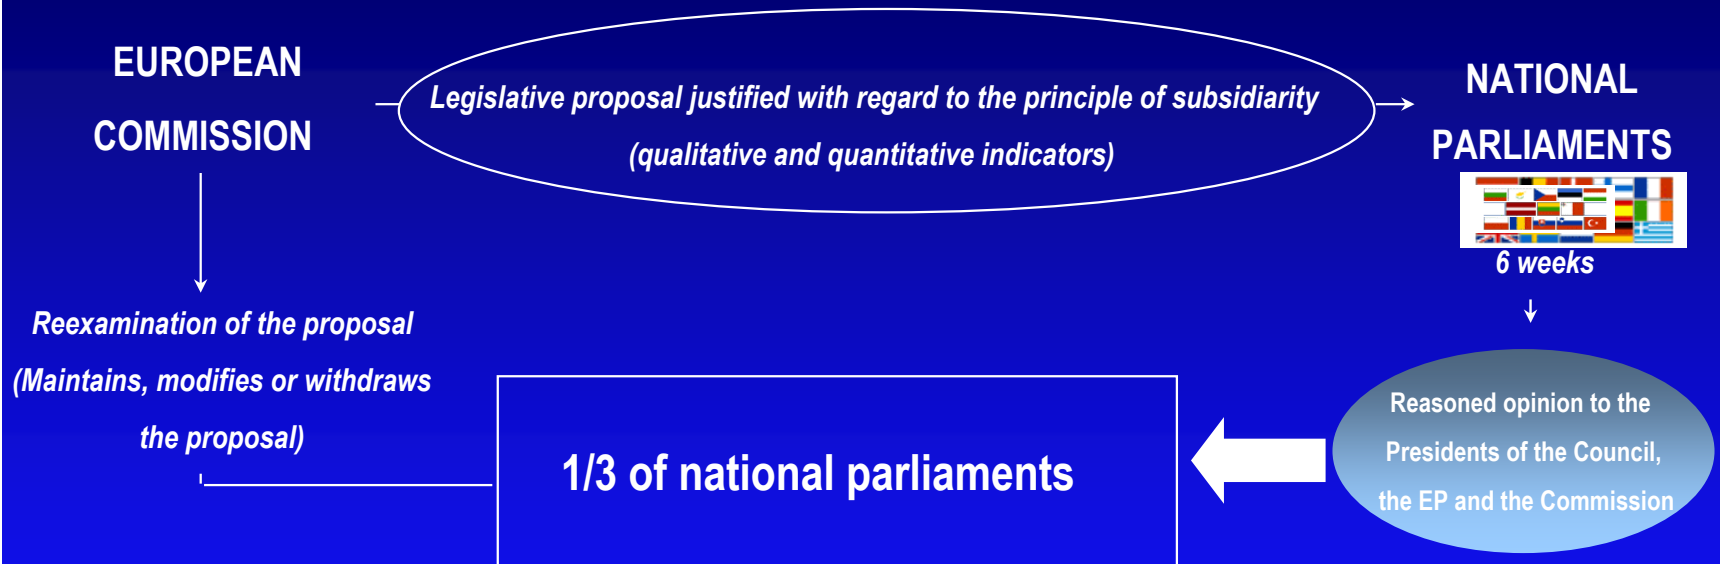 EUROPEAN
COMMISSION
Legislative proposal justified with regard to the principle of subsidiarity
(qualitative and quantitative indicators)
NATIONAL
PARLIAMENTS
6 weeks
Reexamination of the proposal
(Maintains, modifies or withdraws
the proposal)
1/3 of national parliaments
Reasoned opinion to the
Presidents of the Council,
the EP and the Commission